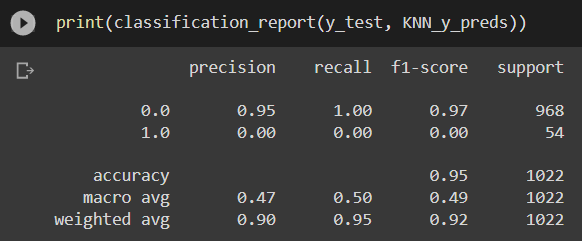 print(classification_report(y_test, KNN_y_preds))
precision recall f1-score support
0.0 0.95 1.00 0.97 968
1.0 0.00 0.00 0.00 54
accuracy 0.95 1022
macro avg 0.47 0.50 0.49 1022
weighted avg 0.90 0.95 0.92 1022